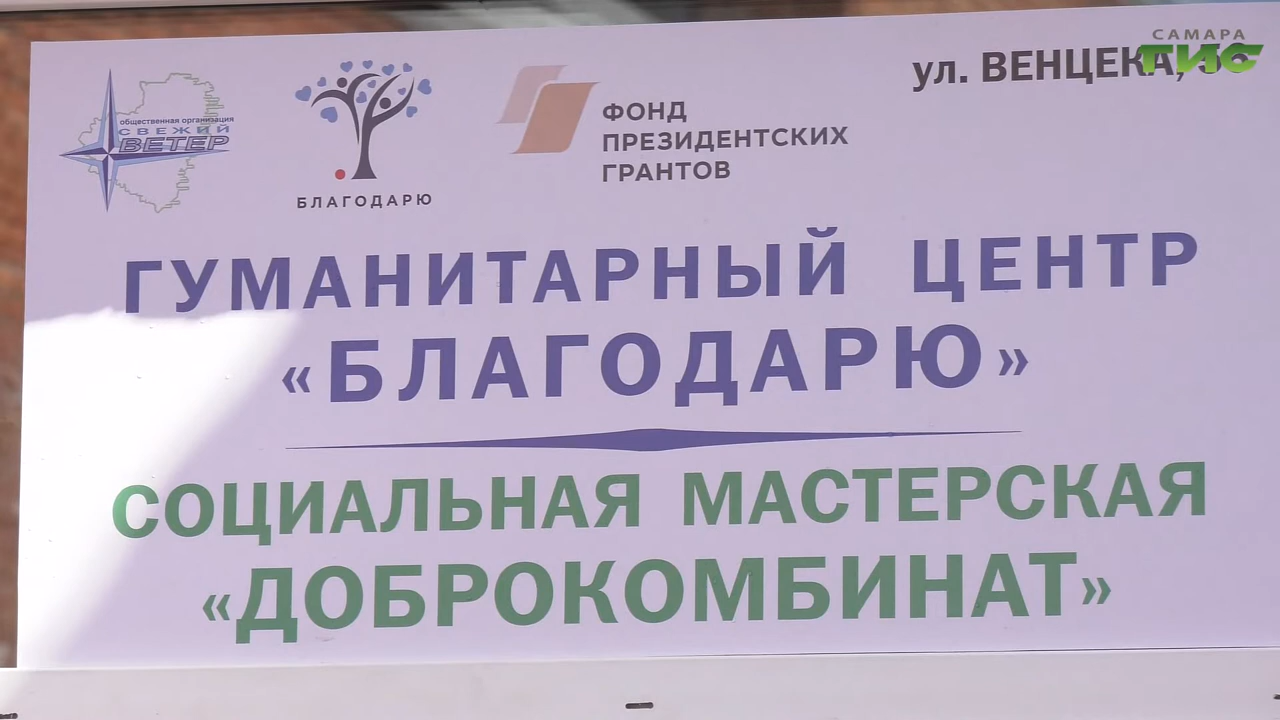 САМАРА
ГИС
ул. ВЕНЦЕКА,
общественная организация
СВЕЖИЙ
ВЕТЕР
БЛАГОДАРЮ
ФОНД
ПРЕЗИДЕНТСКИХ
ГРАНТОВ
ГУМАНИТАРНЫЙ ЦЕНТР
«БЛАГОДАРЮ»
СОЦИАЛЬНАЯ МАСТЕРСКАЯ
«ДОБРОКОМБИНАТ»